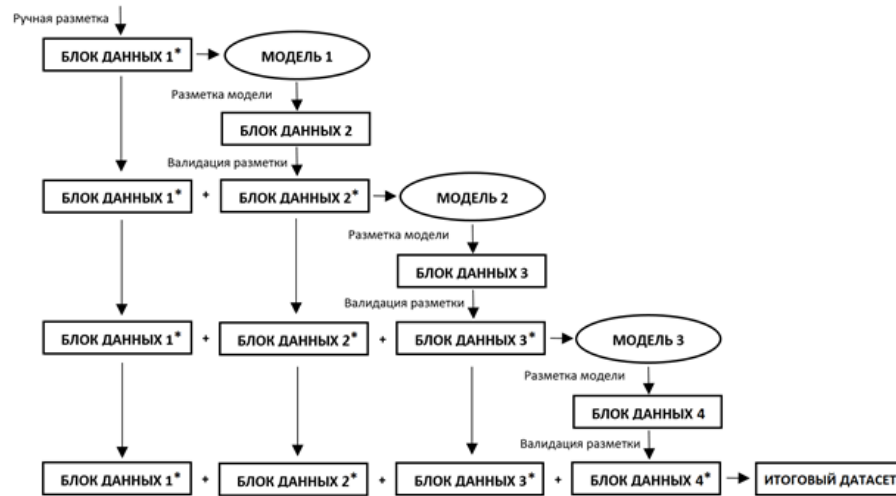 Ручная разметка
БЛОК ДАННЫХ 1* МОДЕЛЬ 1
Разметка модели
БЛОК ДАННЫХ 2
Валидация разметки
БЛОК ДАННЫХ 1* + БЛОК ДАННЫХ 2* МОДЕЛЬ 2
Разметка модели
БЛОК ДАННЫХ 3
Валидация разметки
БЛОК ДАННЫХ 1* + БЛОК ДАННЫХ 2* + БЛОК ДАННЫХ 3* МОДЕЛЬ 3
Разметка модели
БЛОК ДАННЫХ 4
Валидация разметки
БЛОК ДАННЫХ 1* + БЛОК ДАННЫХ 2* + БЛОК ДАННЫХ 3* + БЛОК ДАННЫХ 4* ИТОГОВЫЙ ДАТАСЕТ